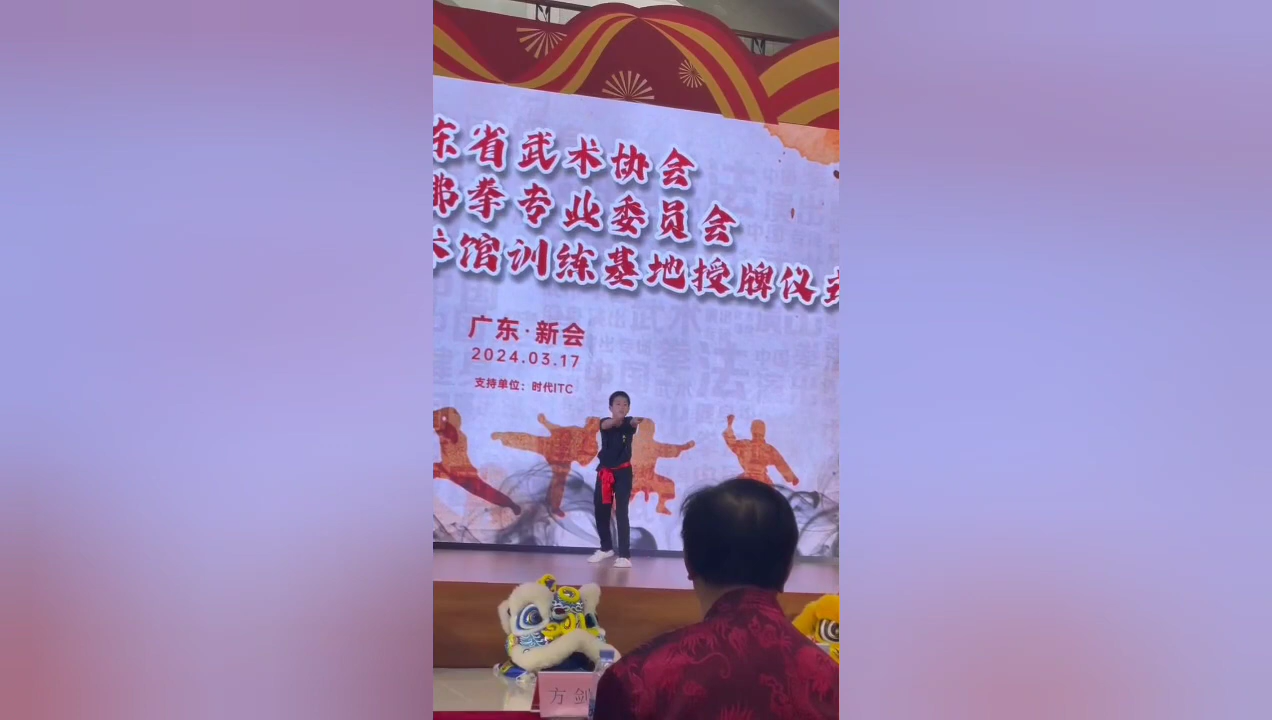 东省武术协会
佛拳专业委员会
术馆训练基地授牌仪式
广东·新会
2024.03.17
支持单位：时代ITC
方剑